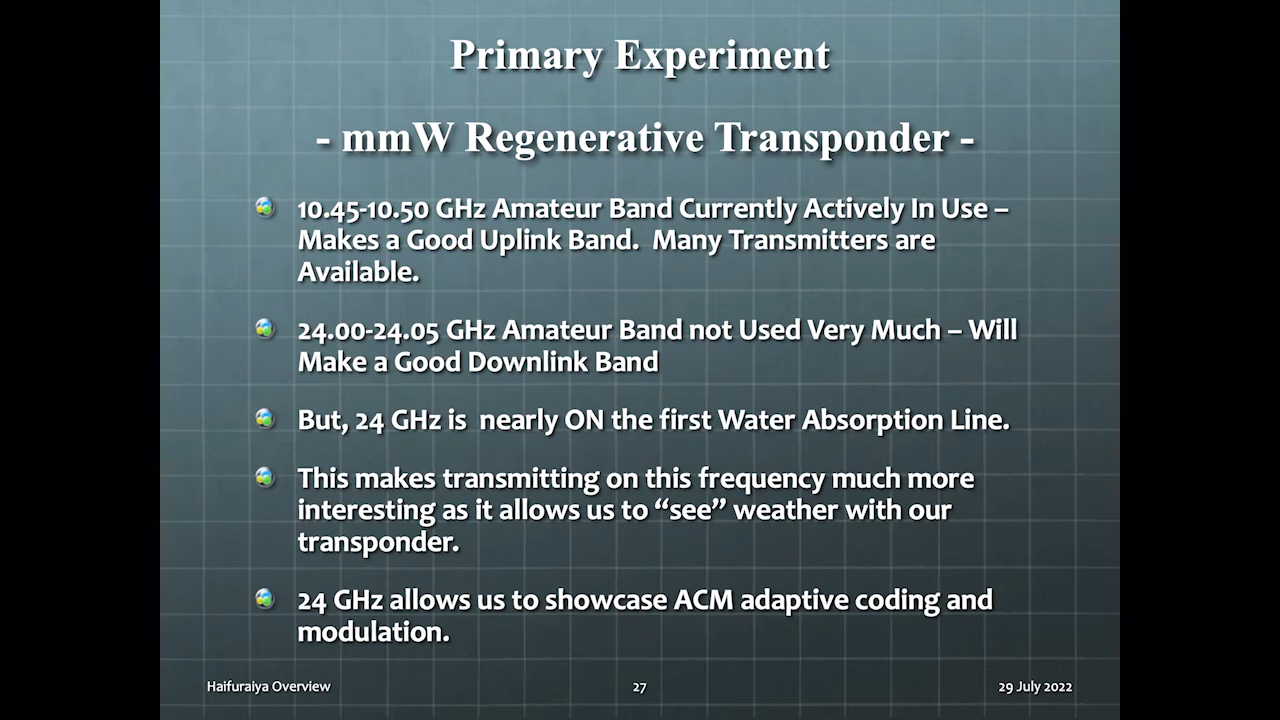 Primary Experiment
- mmW Regenerative Transponder -
10.45-10.50 GHz Amateur Band Currently Actively In Use –
Makes a Good Uplink Band.  Many Transmitters are
Available.
24.00-24.05 GHz Amateur Band not Used Very Much – Will
Make a Good Downlink Band
But, 24 GHz is  nearly ON the first Water Absorption Line.
This makes transmitting on this frequency much more
interesting as it allows us to “see” weather with our
transponder.
24 GHz allows us to showcase ACM adaptive coding and
modulation.
Haifuraiya Overview
27
29 July 2022